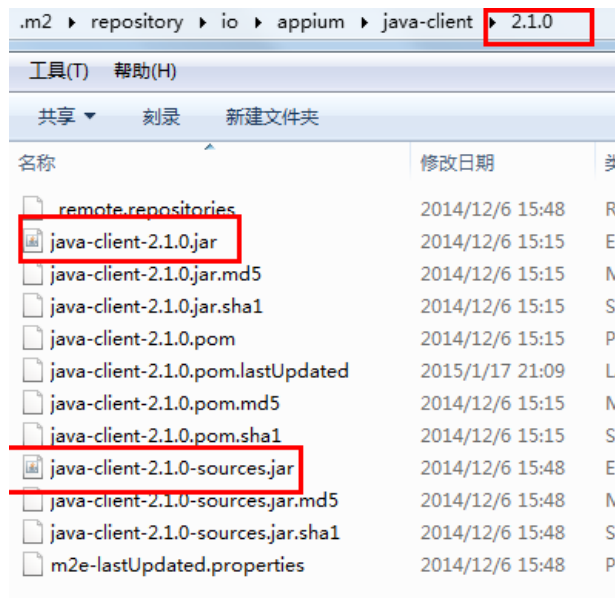 .m2 ▸ repository ▸ io ▸ appium ▸ java-client ▸ 2.1.0
工具(T) 帮助(H)
共享 刻录 新建文件夹
名称 修改日期
_remote.repositories 2014/12/6 15:48 R
java-client-2.1.0.jar 2014/12/6 15:15 E
java-client-2.1.0.jar.md5 2014/12/6 15:15 M
java-client-2.1.0.jar.sha1 2014/12/6 15:15 S
java-client-2.1.0.pom 2014/12/6 15:15 P
java-client-2.1.0.pom.lastUpdated 2015/1/17 21:09 L
java-client-2.1.0.pom.md5 2014/12/6 15:15 M
java-client-2.1.0.pom.sha1 2014/12/6 15:15 S
java-client-2.1.0-sources.jar 2014/12/6 15:48 E
java-client-2.1.0-sources.jar.md5 2014/12/6 15:48 M
java-client-2.1.0-sources.jar.sha1 2014/12/6 15:48 S
m2e-lastUpdated.properties 2014/12/6 15:48 P